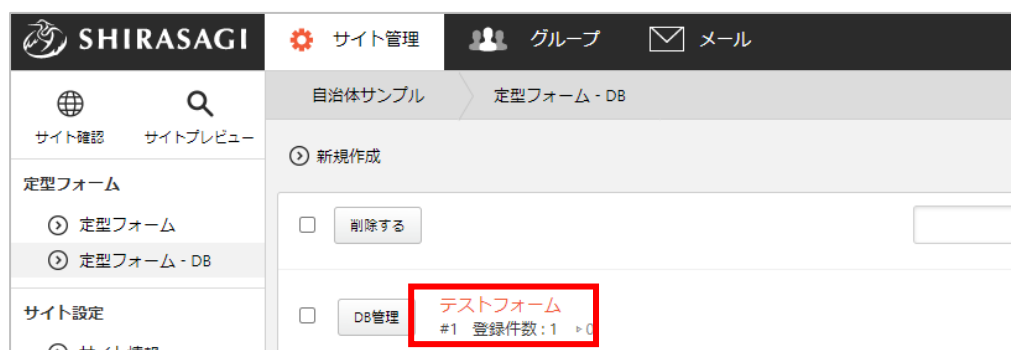 SHIRASAGI
サイト管理
グループ
メール
サイト確認
サイトプレビュー
自治体サンプル
定型フォーム - DB
新規作成
定型フォーム
定型フォーム
定型フォーム - DB
サイト設定
削除する
DB管理
テストフォーム
#1 登録件数:1 ▹0